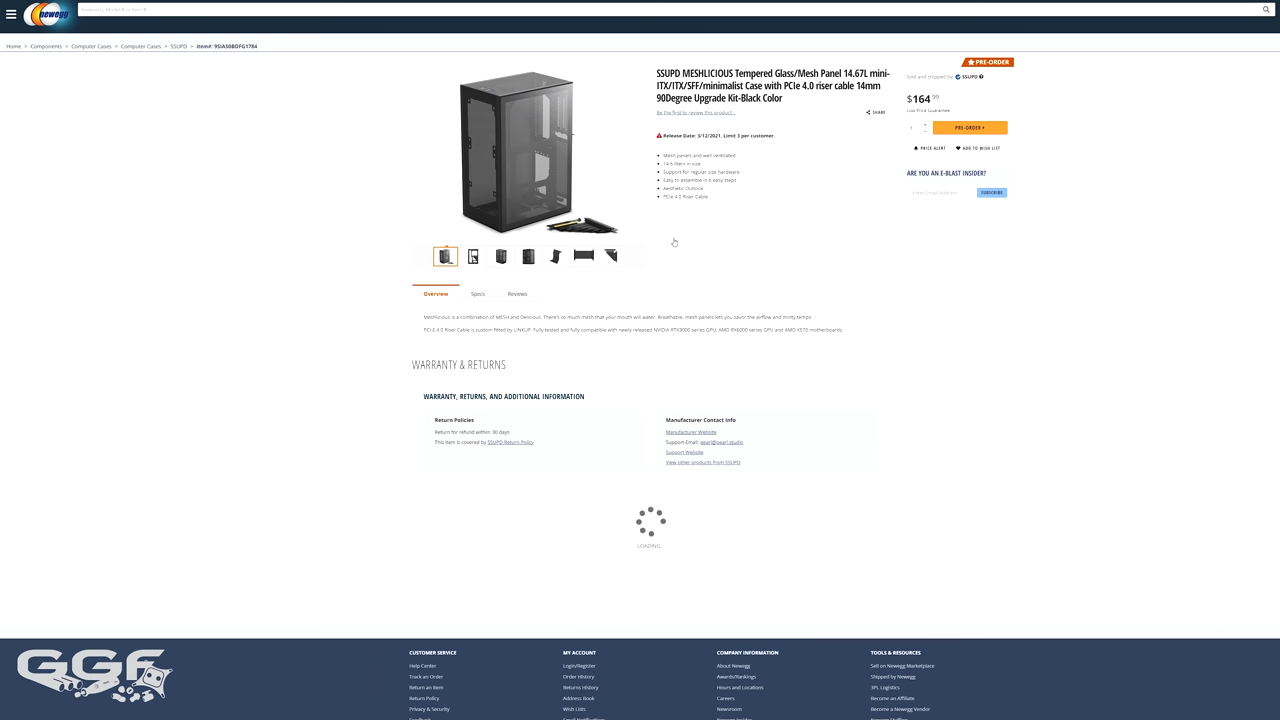 newegg
Home > Components > Computer Cases > Computer Cases > SSUPD > Item#: 9SIAS0BDFG1784
PRE-ORDER
SSUPD MESHLICIOUS Tempered Glass/Mesh Panel 14.67L mini-
ITX/ITX/SFF/minimalist Case with PCIe 4.0 riser cable 14mm
90Degree Upgrade Kit-Black Color
Be the first to review this product...
SHARE
Release Date: 3/12/2021. Limit 3 per customer.
Mesh panels and well ventilated
14.6 liters in size
Support for regular size hardware
Easy to assemble in 6 easy steps
Aesthetic Outlook
PCIe 4.0 Riser Cable
Sold and shipped by SSUPD
$164.99
Low Price Guarantee
1
PRE-ORDER
PRICE ALERT
ADD TO WISH LIST
ARE YOU AN E-BLAST INSIDER?
Enter Email Address
SUBSCRIBE
Overview
Specs
Reviews
Meshlicious is a combination of MESH and Delicious. There's so much mesh that your mouth will water. Breathable, mesh panels lets you savor the airflow and minty temps.
PCI-E 4.0 Riser Cable is custom fitted by LINKUP. Fully tested and fully compatible with newly released NVIDIA RTX3000 series GPU, AMD RX6000 series GPU and AMD X570 motherboards.
WARRANTY & RETURNS
WARRANTY, RETURNS, AND ADDITIONAL INFORMATION
Return Policies
Return for refund within: 30 days
This item is covered by SSUPD Return Policy
Manufacturer Contact Info
Manufacturer Website
Support Email: pearl@pearl.studio
Support Website
View other products from SSUPD
LOADING...
GGF
CUSTOMER SERVICE
Help Center
Track an Order
Return an Item
Return Policy
Privacy & Security
Feedback
MY ACCOUNT
Login/Register
Order History
Returns History
Address Book
Wish Lists
Email Notifications
COMPANY INFORMATION
About Newegg
Awards/Rankings
Hours and Locations
Careers
Newsroom
Newegg Insider
TOOLS & RESOURCES
Sell on Newegg Marketplace
Shipped by Newegg
3PL Logistics
Become an Affiliate
Become a Newegg Vendor